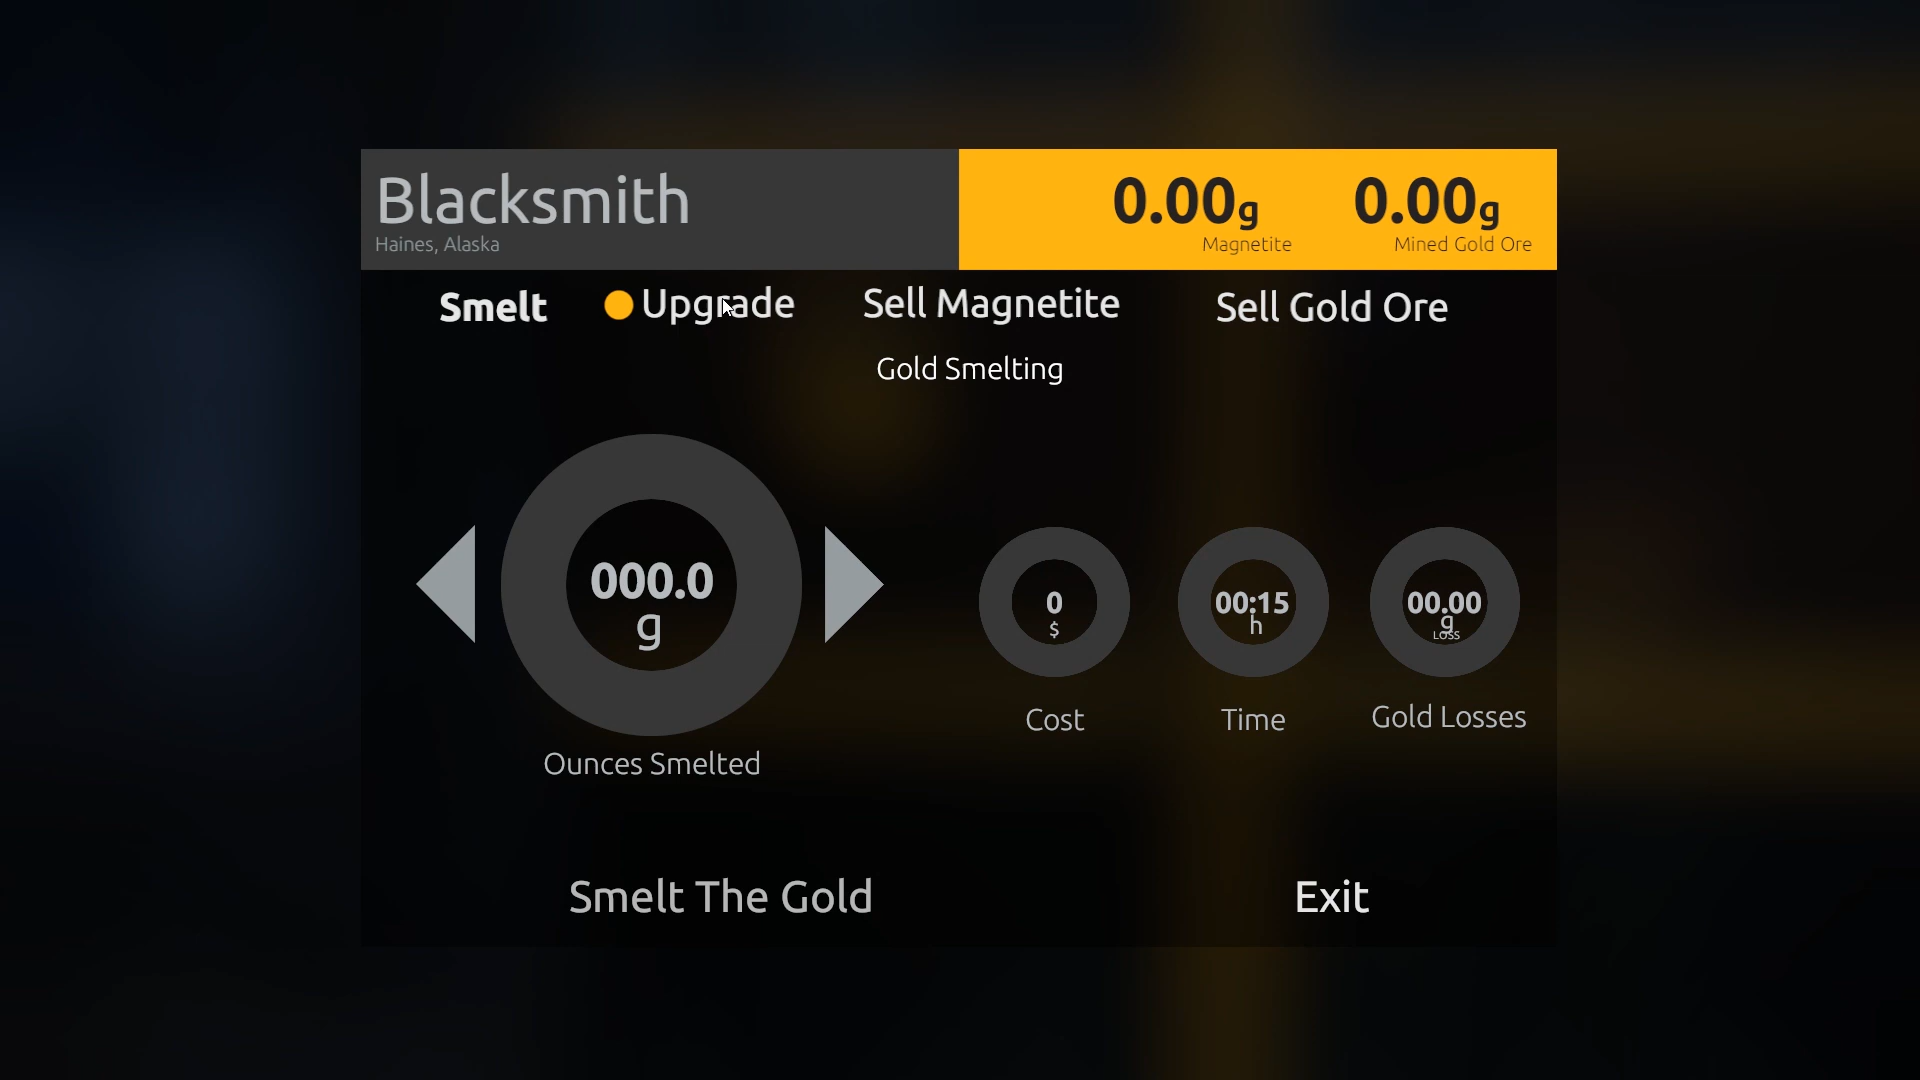 Blacksmith
Haines, Alaska
0.00g
Magnetite
0.00g
Mined Gold Ore
Smelt
Upgrade
Sell Magnetite
Sell Gold Ore
Gold Smelting
000.0
g
Ounces Smelted
0
$
Cost
00:15
h
Time
00.00
g
LOSS
Gold Losses
Smelt The Gold
Exit